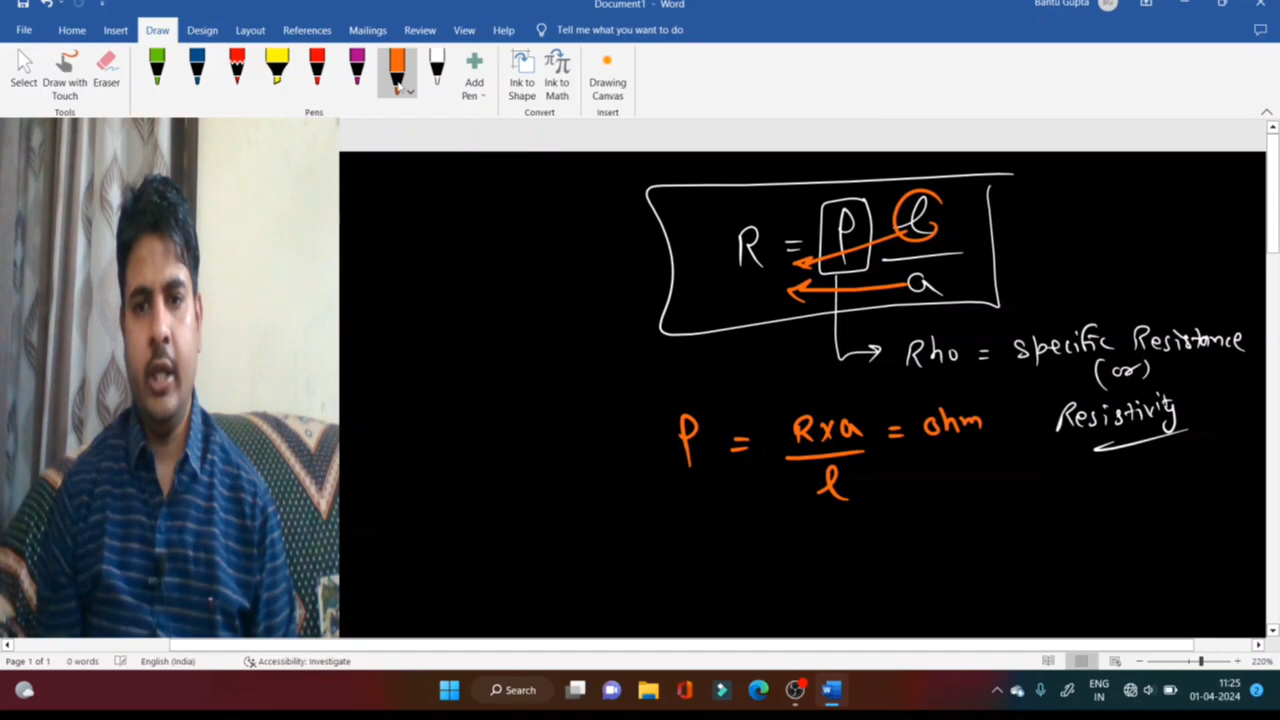 Document1 - Word
Bantu Gupta BG
File Home Insert Draw Design Layout References Mailings Review View Help Tell me what you want to do
Select Draw with Touch Eraser Add Pen Ink to Shape Ink to Math Drawing Canvas
Tools Pens Convert Insert
R = ρ l / a
Rho = specific Resistance
(or)
Resistivity
ρ = R×a / l = ohm
Page 1 of 1 0 words English (India) Accessibility: Investigate 220%
Search
ENG
IN
11:25
01-04-2024
2